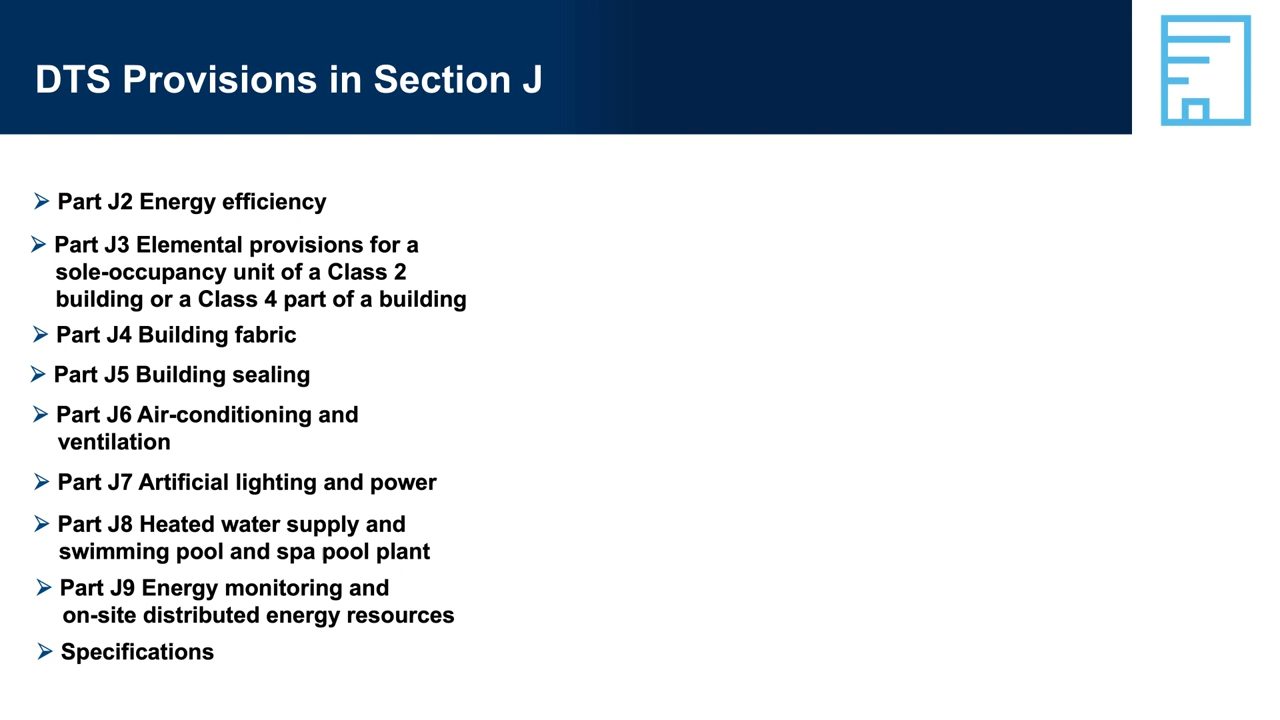 DTS Provisions in Section J
➢ Part J2 Energy efficiency
➢ Part J3 Elemental provisions for a
sole-occupancy unit of a Class 2
building or a Class 4 part of a building
➢ Part J4 Building fabric
➢ Part J5 Building sealing
➢ Part J6 Air-conditioning and
ventilation
➢ Part J7 Artificial lighting and power
➢ Part J8 Heated water supply and
swimming pool and spa pool plant
➢ Part J9 Energy monitoring and
on-site distributed energy resources
➢ Specifications